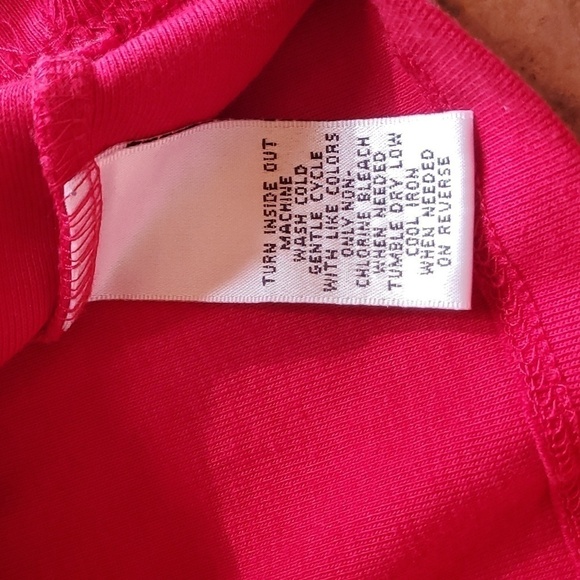 TURN INSIDE OUT
MACHINE
WASH COLD
GENTLE CYCLE
WITH LIKE COLORS
ONLY NON-
CHLORINE BLEACH
WHEN NEEDED
TUMBLE DRY LOW
COOL IRON
WHEN NEEDED
ON REVERSE